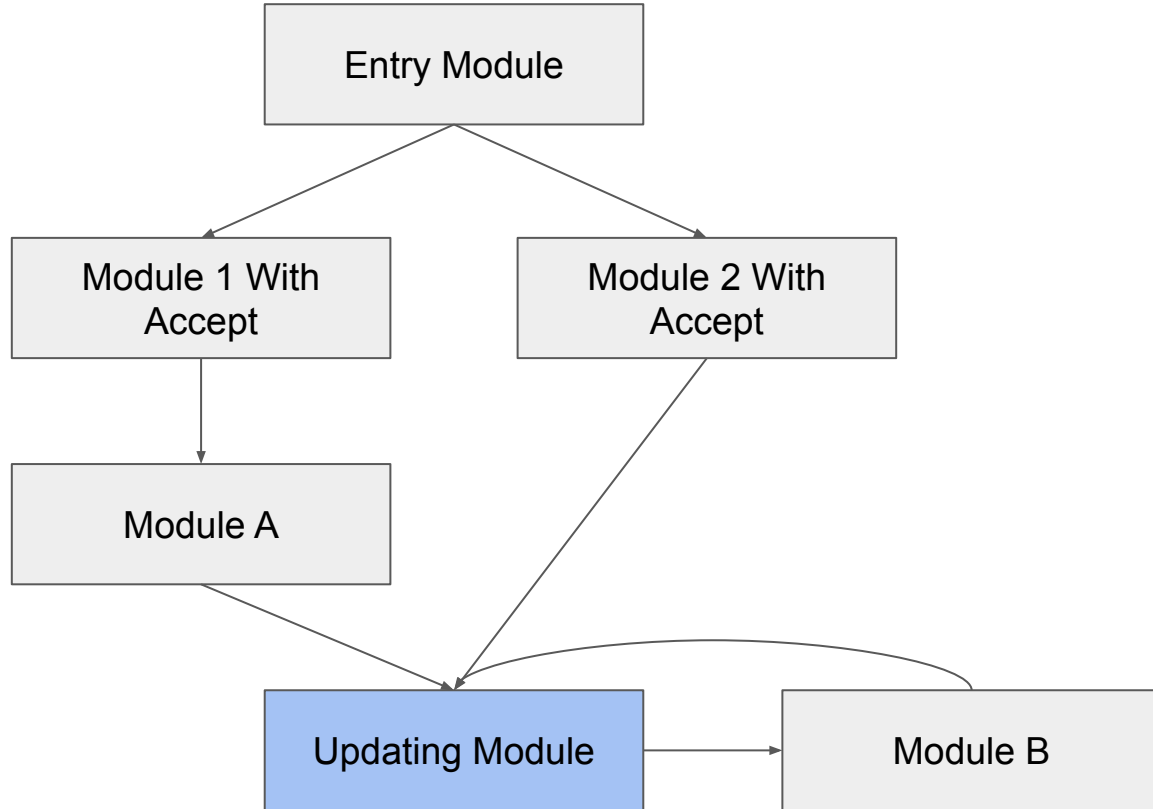 Entry Module
Module 1 With
Accept
Module 2 With
Accept
Module A
Updating Module
Module B